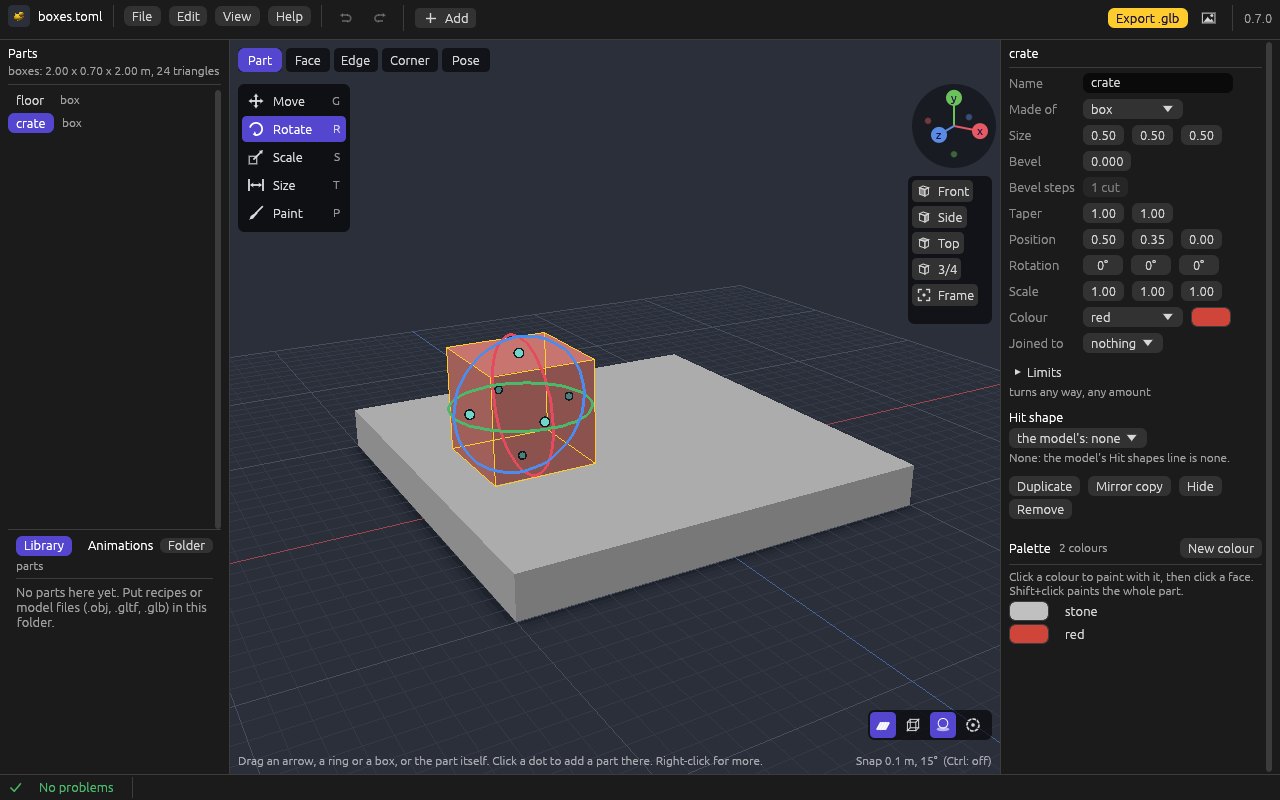 boxes.toml File Edit View Help Add Export .glb 0.7.0
Parts
boxes: 2.00 x 0.70 x 2.00 m, 24 triangles
floor box
crate box
Library Animations Folder
parts
No parts here yet. Put recipes or
model files (.obj, .gltf, .glb) in this
folder.
Part Face Edge Corner Pose
Move G
Rotate R
Scale S
Size T
Paint P
y
x
z
Front
Side
Top
3/4
Frame
Drag an arrow, a ring or a box, or the part itself. Click a dot to add a part there. Right-click for more.
Snap 0.1 m, 15° (Ctrl: off)
crate
Name crate
Made of box
Size 0.50 0.50 0.50
Bevel 0.000
Bevel steps 1 cut
Taper 1.00 1.00
Position 0.50 0.35 0.00
Rotation 0° 0° 0°
Scale 1.00 1.00 1.00
Colour red
Joined to nothing
Limits
turns any way, any amount
Hit shape
the model's: none
None: the model's Hit shapes line is none.
Duplicate Mirror copy Hide
Remove
Palette 2 colours New colour
Click a colour to paint with it, then click a face.
Shift+click paints the whole part.
stone
red
No problems